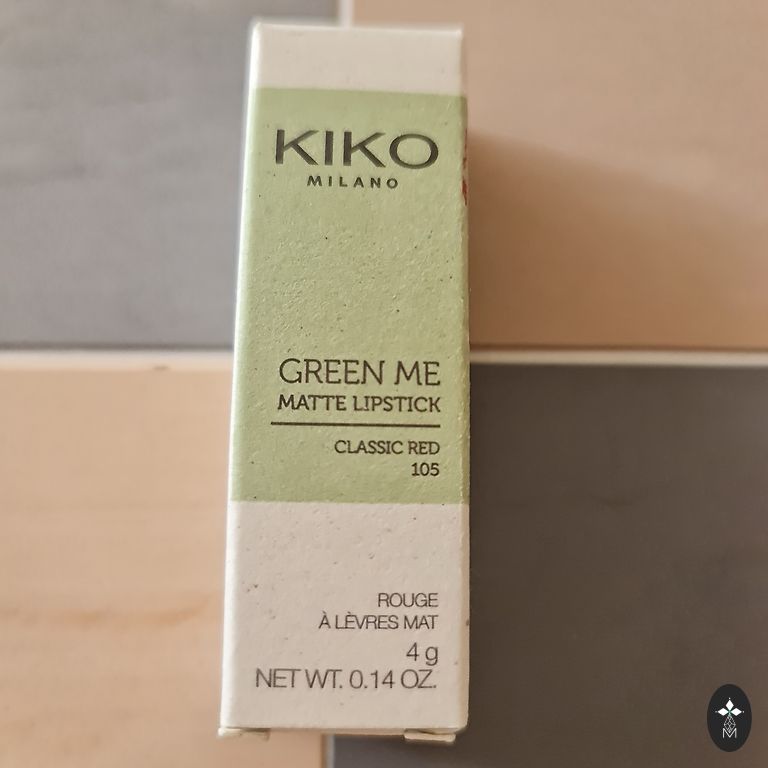 KIKO
MILANO
GREEN ME
MATTE LIPSTICK
CLASSIC RED
105
ROUGE
À LÈVRES MAT
4 g
NET WT. 0.14 OZ.
M